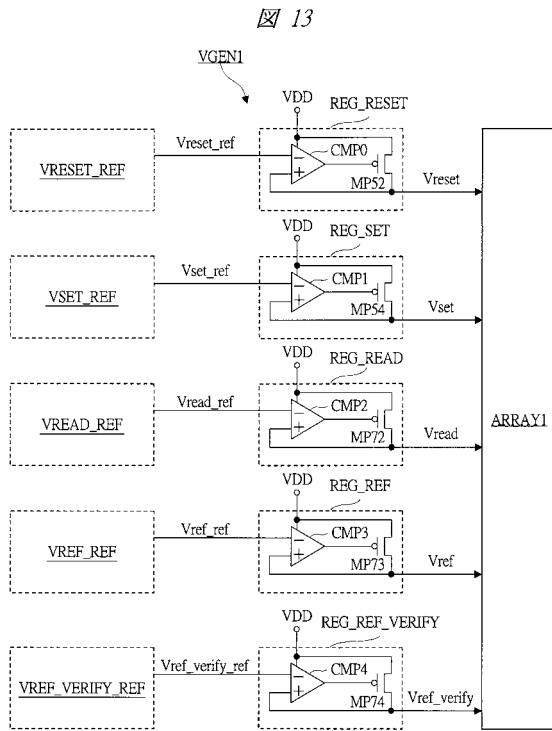 図 13
VGEN1
VDD
REG_RESET
VRESET_REF
Vreset_ref
−
+
CMP0
MP52
Vreset
VDD
REG_SET
VSET_REF
Vset_ref
−
+
CMP1
MP54
Vset
VDD
REG_READ
VREAD_REF
Vread_ref
−
+
CMP2
MP72
Vread
ARRAY1
VDD
REG_REF
VREF_REF
Vref_ref
−
+
CMP3
MP73
Vref
VDD
REG_REF_VERIFY
VREF_VERIFY_REF
Vref_verify_ref
−
+
CMP4
MP74
Vref_verify